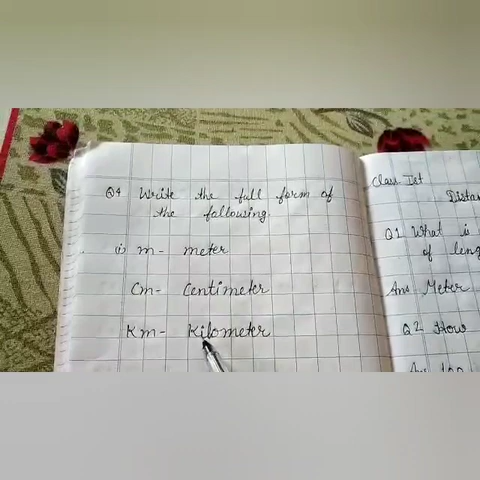 Q4 Write the full form of
the following.
(i) m- meter
Cm- Centimeter
Km- Kilometer
Class Ist
Q1 What is
of leng
Ans Meter
Q2 How